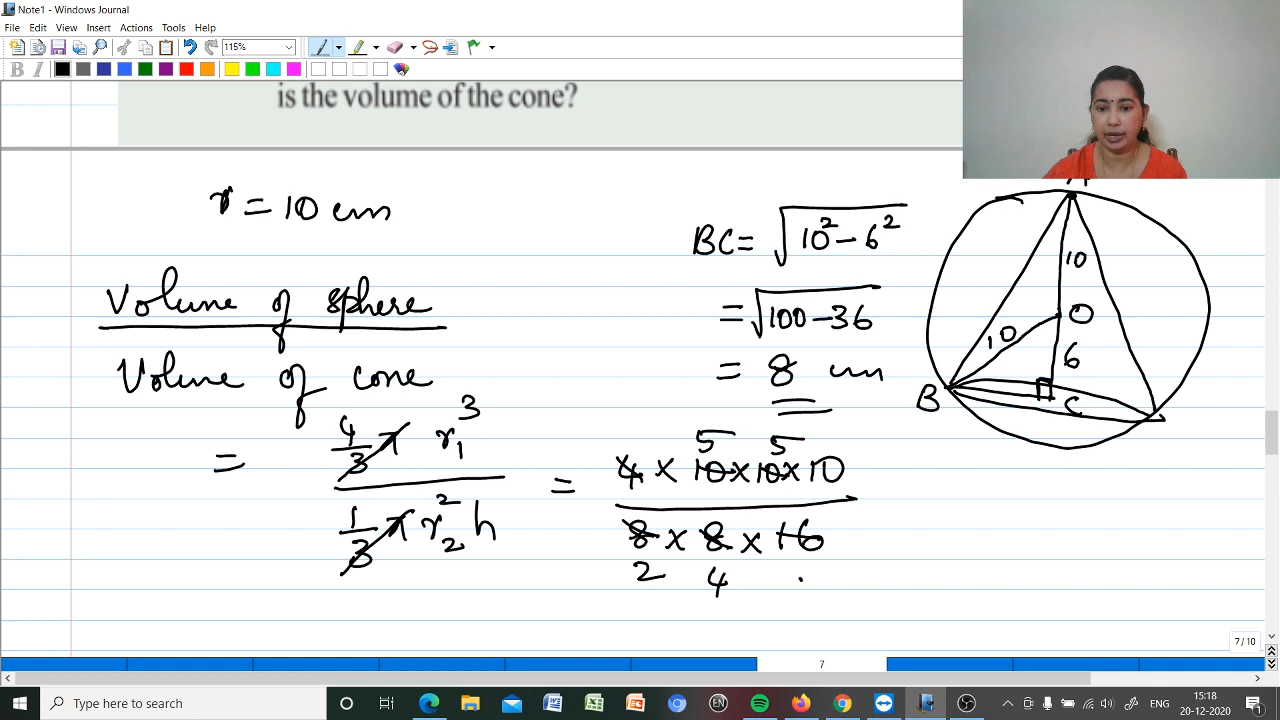 Note1 - Windows Journal
File Edit View Insert Actions Tools Help
115%
B I
is the volume of the cone?
r = 10 cm
Volume of sphere
Volume of cone
= 4/3 π r₁³ / 1/3 π r₂² h = 4 × 10 × 10 × 10 / 8 × 8 × 16
5 5
2 4
BC = √10² - 6²
= √100 - 36
= 8 cm
10
O
10
6
B
C
7 / 10
7
Type here to search
EN
ENG
15:18
20-12-2020
1